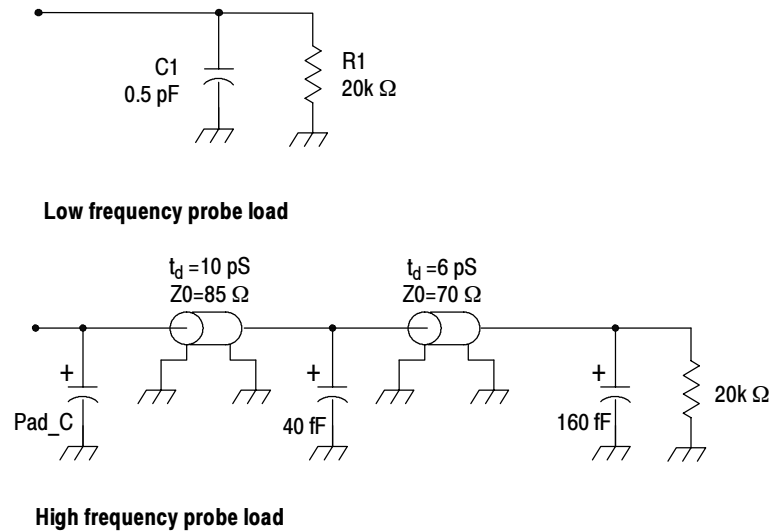 C1
0.5 pF
R1
20k Ω
Low frequency probe load
td =10 pS
Z0=85 Ω
td =6 pS
Z0=70 Ω
+
Pad_C
+
40 fF
+
160 fF
20k Ω
High frequency probe load